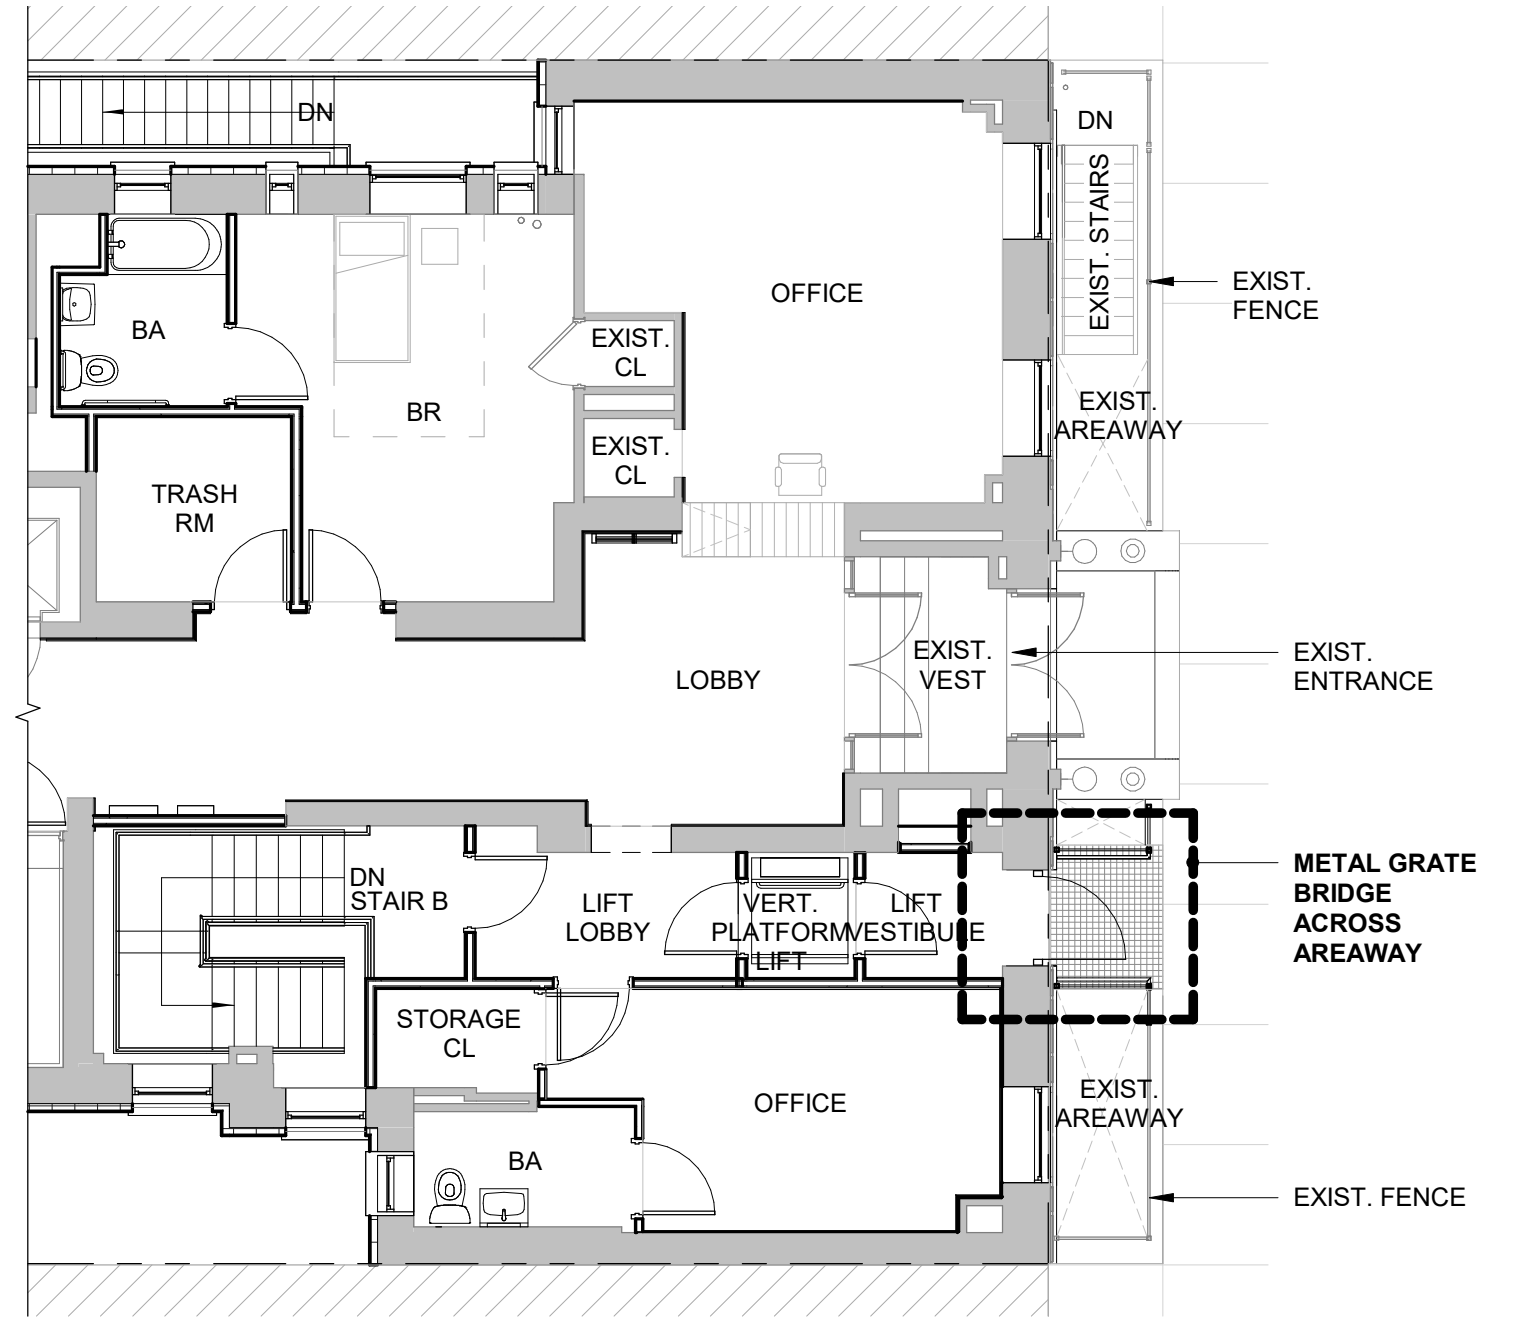 DN
DN
EXIST. STAIRS
EXIST.
FENCE
OFFICE
BA
EXIST.
CL
EXIST.
AREAWAY
BR
EXIST.
CL
TRASH
RM
EXIST.
VEST
EXIST.
ENTRANCE
LOBBY
METAL GRATE
BRIDGE
ACROSS
AREAWAY
DN
STAIR B
LIFT
LOBBY
VERT.
PLATFORM
LIFT
LIFT
VESTIBULE
STORAGE
CL
OFFICE
EXIST.
AREAWAY
BA
EXIST. FENCE